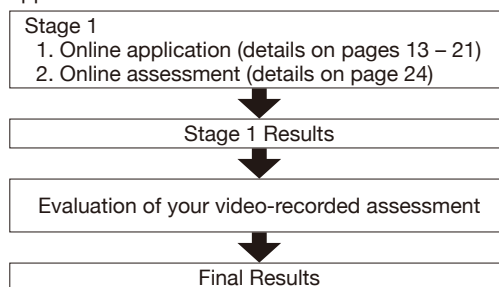 Stage 1
1. Online application (details on pages 13 – 21)
2. Online assessment (details on page 24)
Stage 1 Results
Evaluation of your video-recorded assessment
Final Results